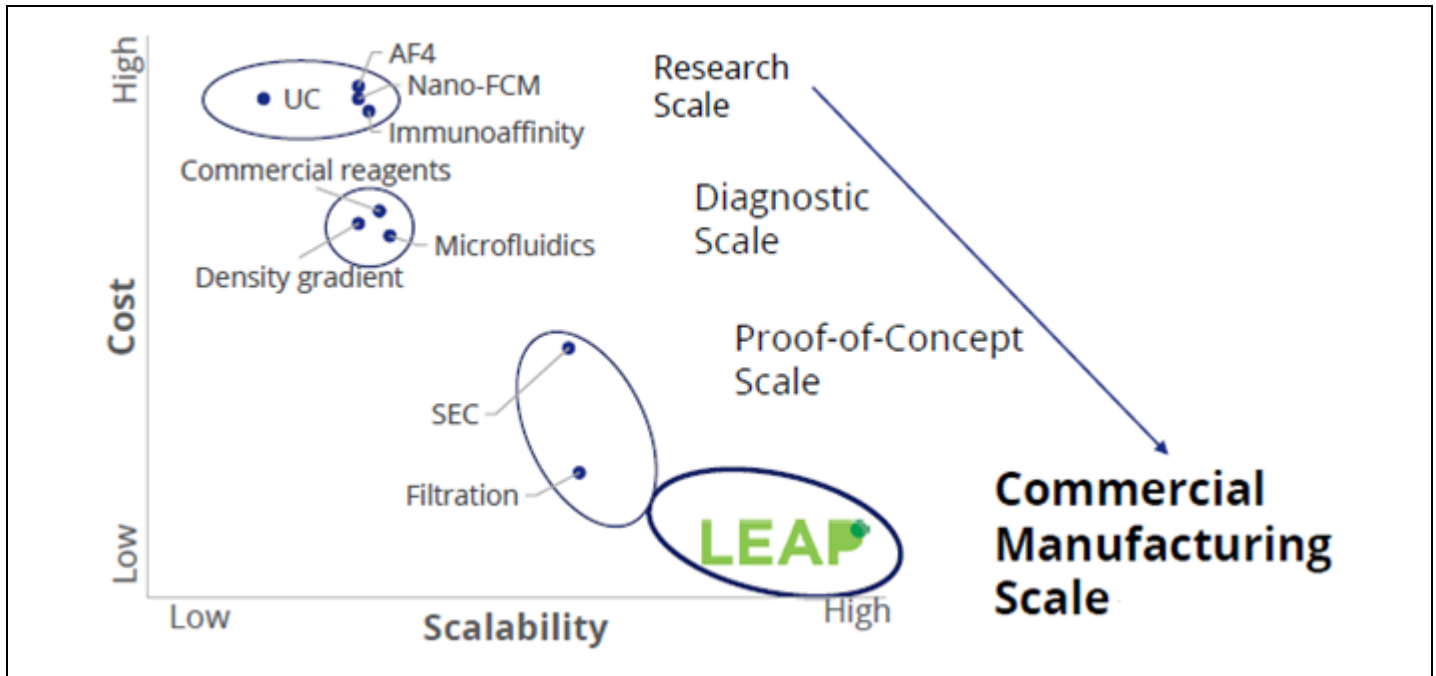 High
AF4
UC
Nano-FCM
Immunoaffinity
Commercial reagents
Microfluidics
Density gradient
Cost
SEC
Filtration
Low
LEAP
Low
Scalability
High
Research
Scale
Diagnostic
Scale
Proof-of-Concept
Scale
Commercial
Manufacturing
Scale